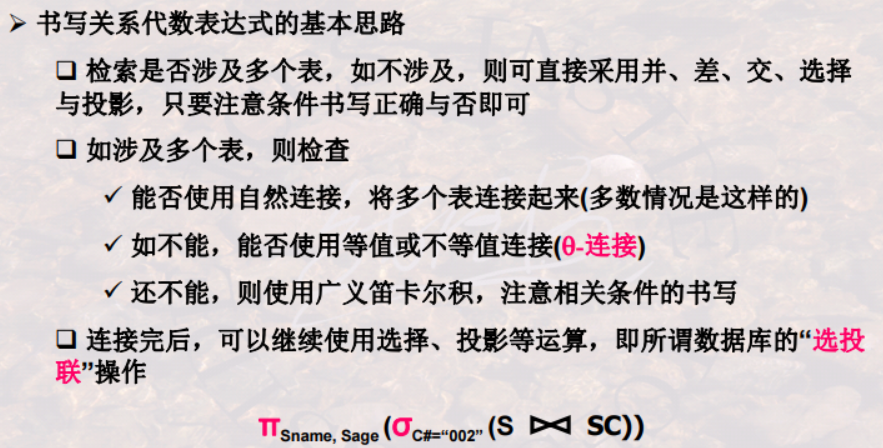 ➢ 书写关系代数表达式的基本思路
❑ 检索是否涉及多个表，如不涉及，则可直接采用并、差、交、选择
与投影，只要注意条件书写正确与否即可
❑ 如涉及多个表，则检查
✓ 能否使用自然连接，将多个表连接起来(多数情况是这样的)
✓ 如不能，能否使用等值或不等值连接(θ-连接)
✓ 还不能，则使用广义笛卡尔积，注意相关条件的书写
❑ 连接完后，可以继续使用选择、投影等运算，即所谓数据库的“选投
联”操作
π Sname, Sage (σ C#=“002” (S ⋈ SC))